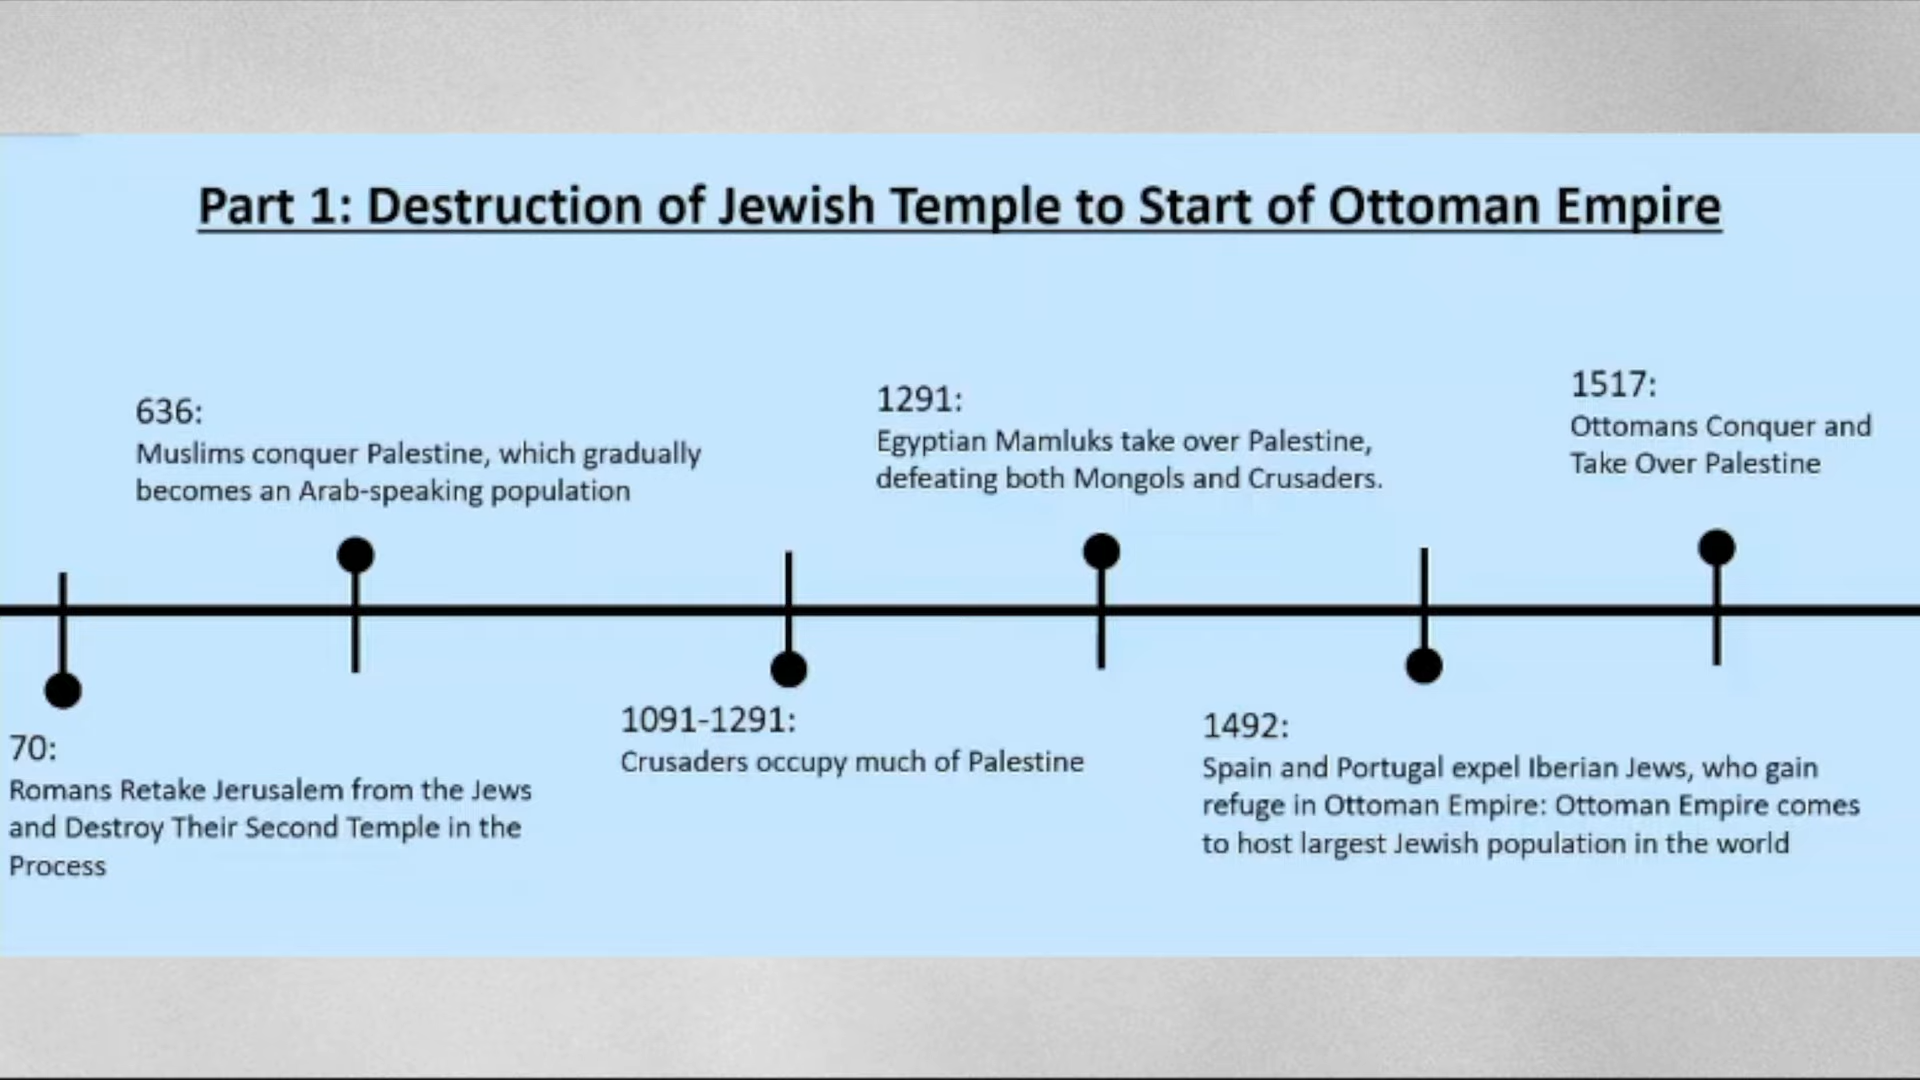 Part 1: Destruction of Jewish Temple to Start of Ottoman Empire
636:
Muslims conquer Palestine, which gradually
becomes an Arab-speaking population
1291:
Egyptian Mamluks take over Palestine,
defeating both Mongols and Crusaders.
1517:
Ottomans Conquer and
Take Over Palestine
70:
Romans Retake Jerusalem from the Jews
and Destroy Their Second Temple in the
Process
1091-1291:
Crusaders occupy much of Palestine
1492:
Spain and Portugal expel Iberian Jews, who gain
refuge in Ottoman Empire: Ottoman Empire comes
to host largest Jewish population in the world